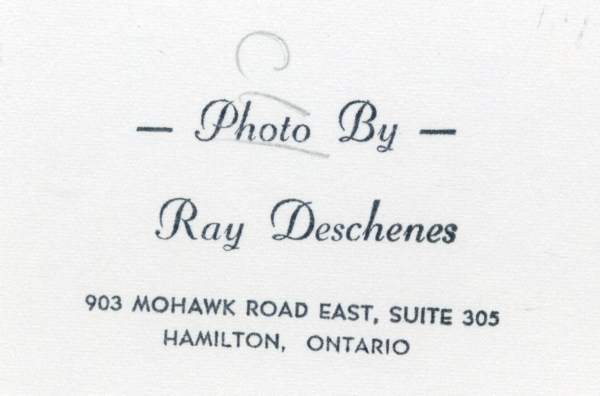 — Photo By —
Ray Deschenes
903 MOHAWK ROAD EAST, SUITE 305
HAMILTON, ONTARIO